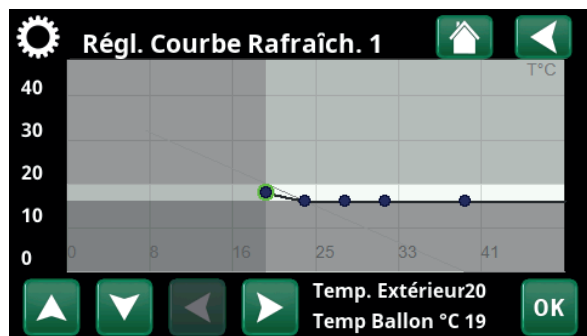 Régl. Courbe Rafraîch. 1
T°C
40
30
20
10
0
0 8 16 25 33 41
Temp. Extérieur20
Temp Ballon °C 19
OK